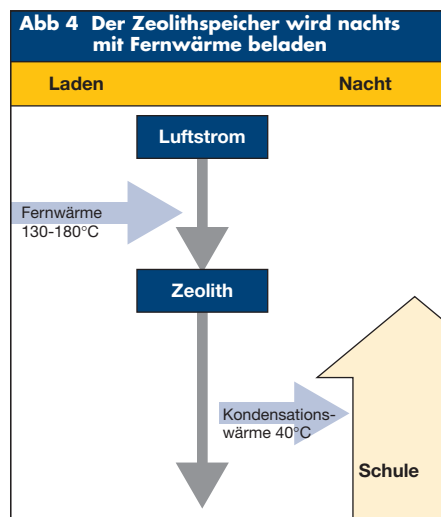 Abb 4 Der Zeolithspeicher wird nachts
mit Fernwärme beladen
Laden Nacht
Luftstrom
Fernwärme
130-180°C
Zeolith
Kondensations-
wärme 40°C
Schule